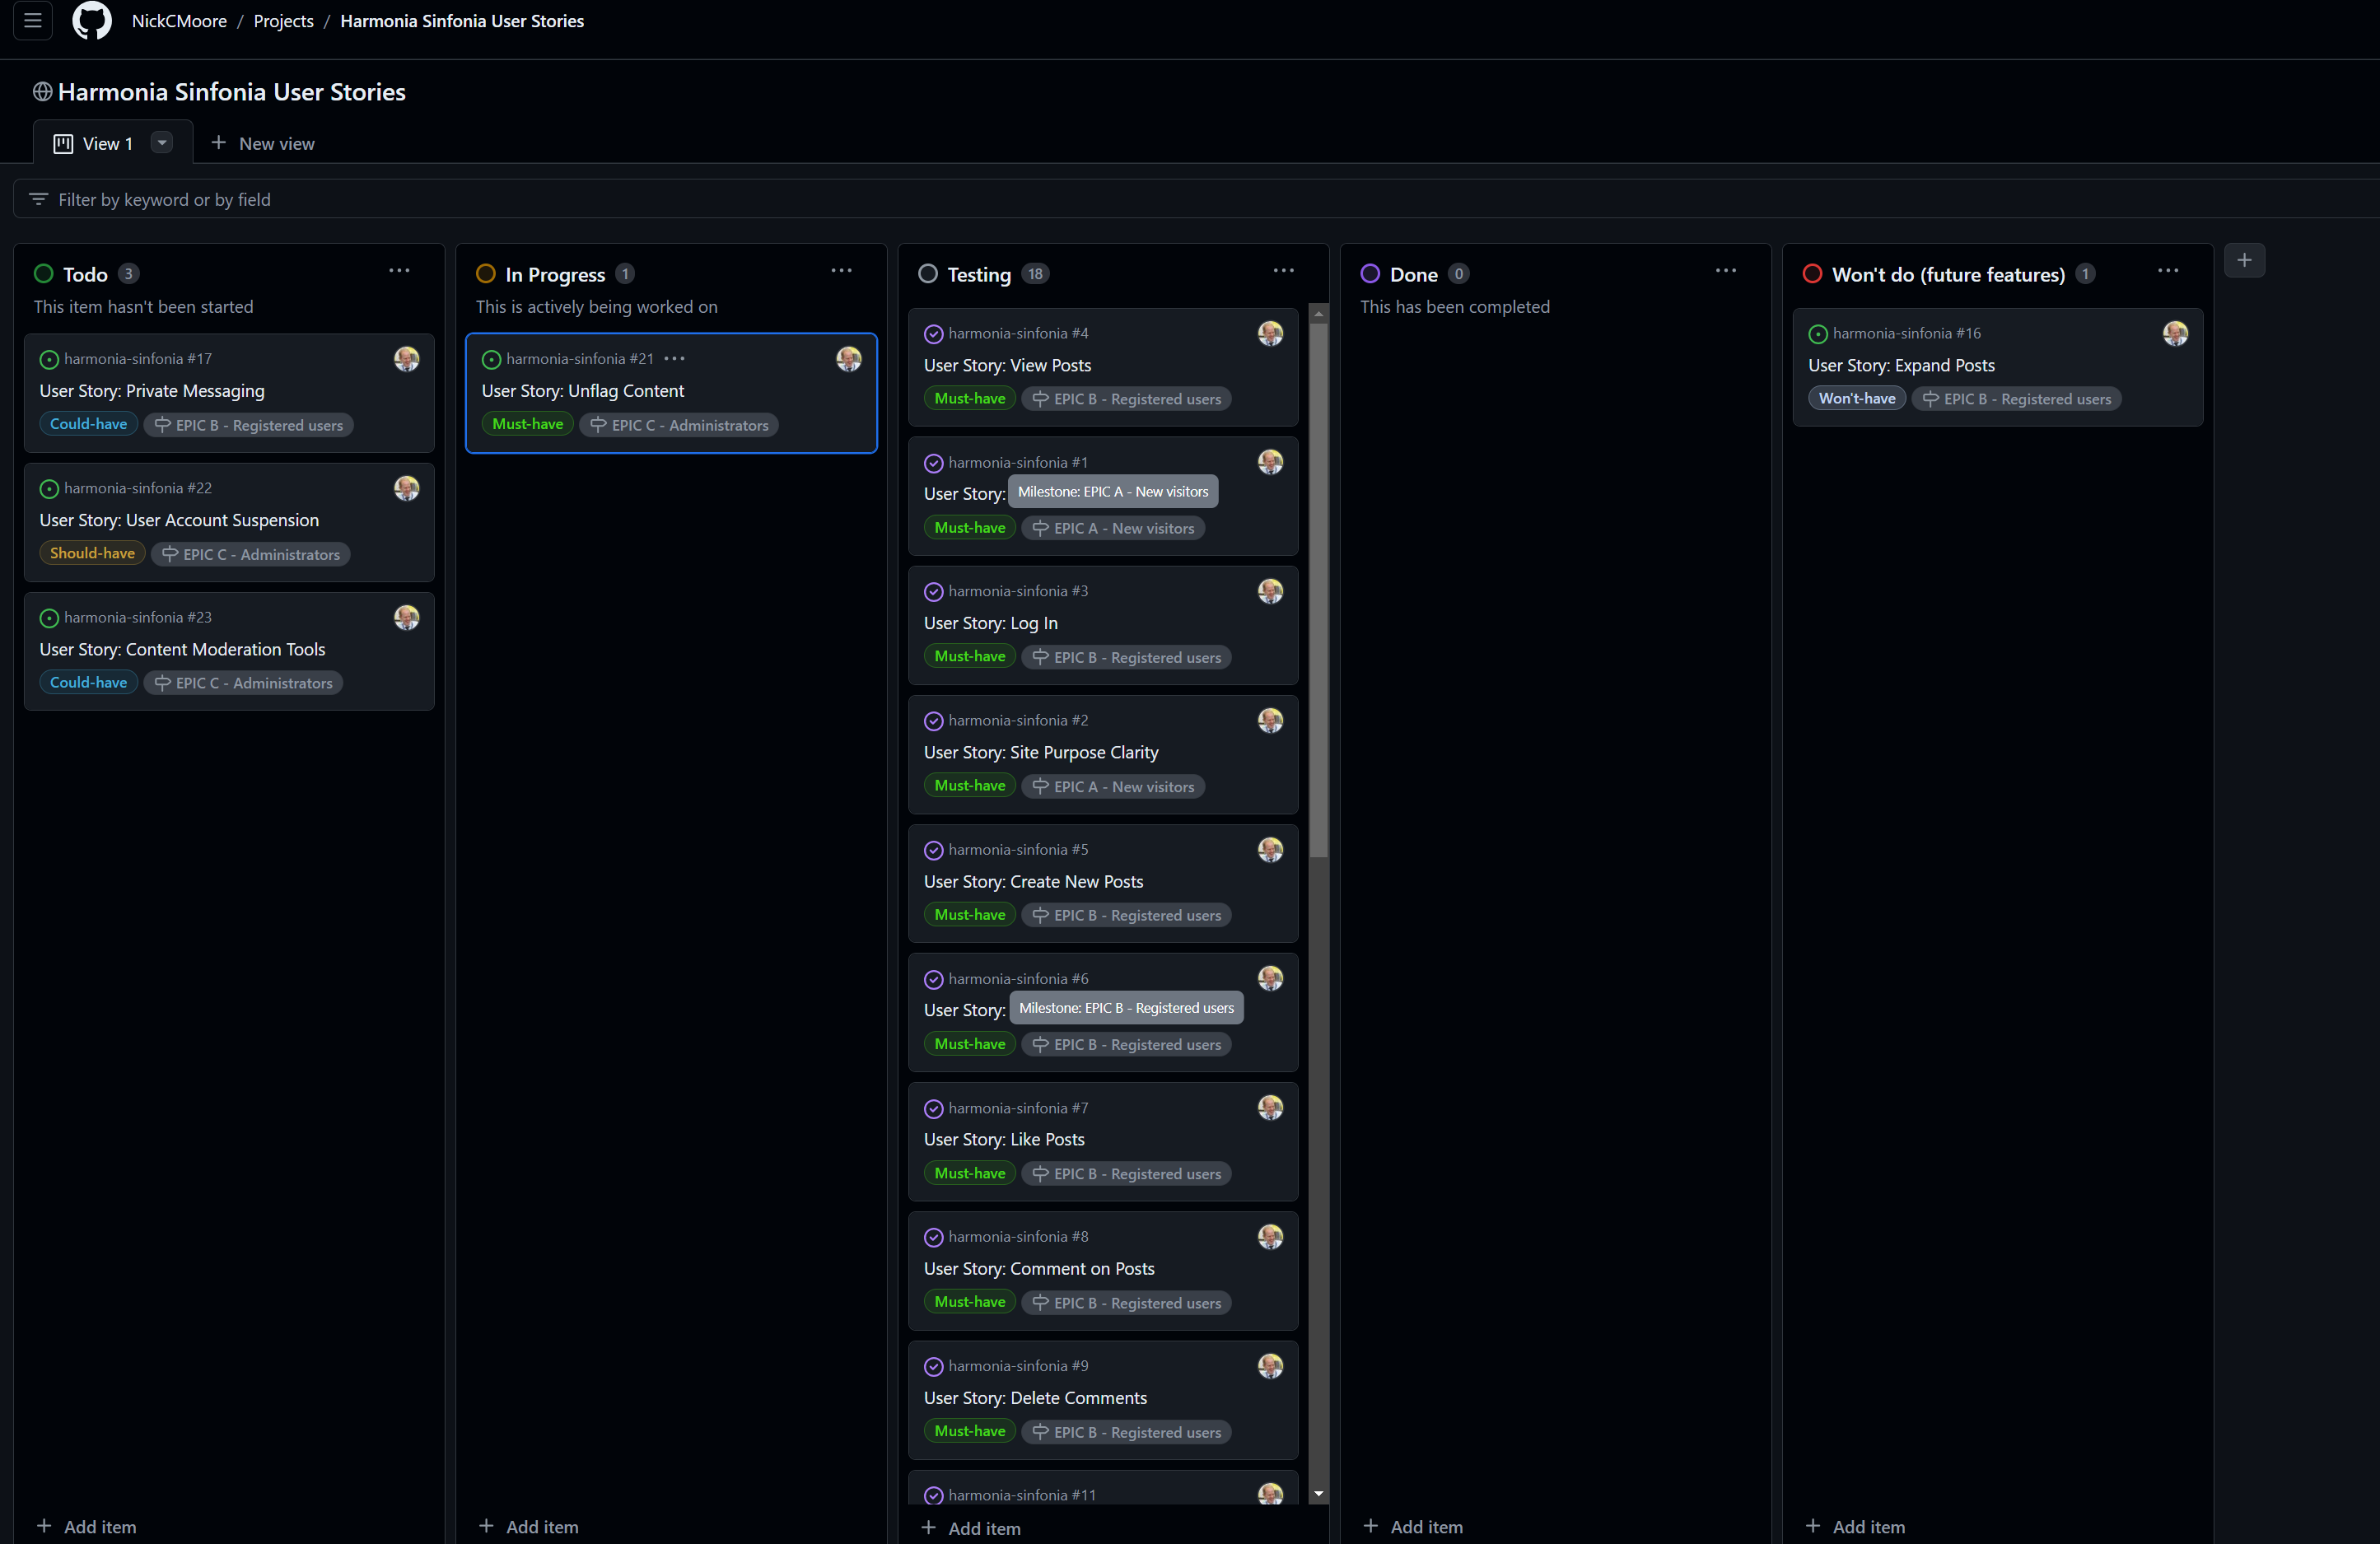 NickCMoore / Projects / Harmonia Sinfonia User Stories
Harmonia Sinfonia User Stories
View 1
New view
Filter by keyword or by field
Todo 3
This item hasn't been started
harmonia-sinfonia #17
User Story: Private Messaging
Could-have EPIC B - Registered users
harmonia-sinfonia #22
User Story: User Account Suspension
Should-have EPIC C - Administrators
harmonia-sinfonia #23
User Story: Content Moderation Tools
Could-have EPIC C - Administrators
Add item
In Progress 1
This is actively being worked on
harmonia-sinfonia #21
User Story: Unflag Content
Must-have EPIC C - Administrators
Add item
Testing 18
harmonia-sinfonia #4
User Story: View Posts
Must-have EPIC B - Registered users
harmonia-sinfonia #1
User Story: Milestone: EPIC A - New visitors
Must-have EPIC A - New visitors
harmonia-sinfonia #3
User Story: Log In
Must-have EPIC B - Registered users
harmonia-sinfonia #2
User Story: Site Purpose Clarity
Must-have EPIC A - New visitors
harmonia-sinfonia #5
User Story: Create New Posts
Must-have EPIC B - Registered users
harmonia-sinfonia #6
User Story: Milestone: EPIC B - Registered users
Must-have EPIC B - Registered users
harmonia-sinfonia #7
User Story: Like Posts
Must-have EPIC B - Registered users
harmonia-sinfonia #8
User Story: Comment on Posts
Must-have EPIC B - Registered users
harmonia-sinfonia #9
User Story: Delete Comments
Must-have EPIC B - Registered users
harmonia-sinfonia #11
Add item
Done 0
This has been completed
Add item
Won't do (future features) 1
harmonia-sinfonia #16
User Story: Expand Posts
Won't-have EPIC B - Registered users
Add item